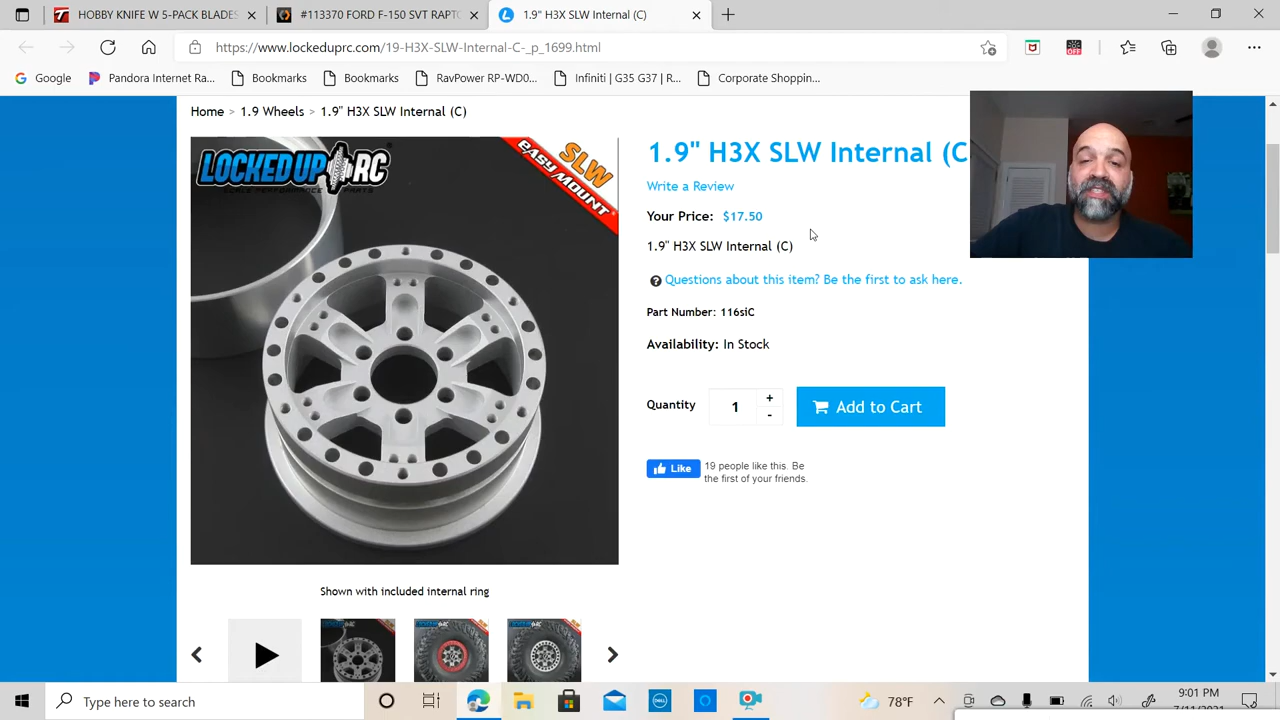 HOBBY KNIFE W 5-PACK BLADES
#113370 FORD F-150 SVT RAPTO
1.9" H3X SLW Internal (C)
https://www.lockeduprc.com/19-H3X-SLW-Internal-C-_p_1699.html
OFF
Google
Pandora Internet Ra...
Bookmarks
Bookmarks
RavPower RP-WD0...
Infiniti | G35 G37 | R...
Corporate Shoppin...
Home > 1.9 Wheels > 1.9" H3X SLW Internal (C)
LOCKED UP RC
SCALE PERFORMANCE PARTS
SLW
EASY MOUNT
1.9" H3X SLW Internal (C
Write a Review
Your Price: $17.50
1.9" H3X SLW Internal (C)
Questions about this item? Be the first to ask here.
Part Number: 116siC
Availability: In Stock
Quantity
1
+
-
Add to Cart
Like
19 people like this. Be
the first of your friends.
Shown with included internal ring
Type here to search
DELL
78°F
9:01 PM